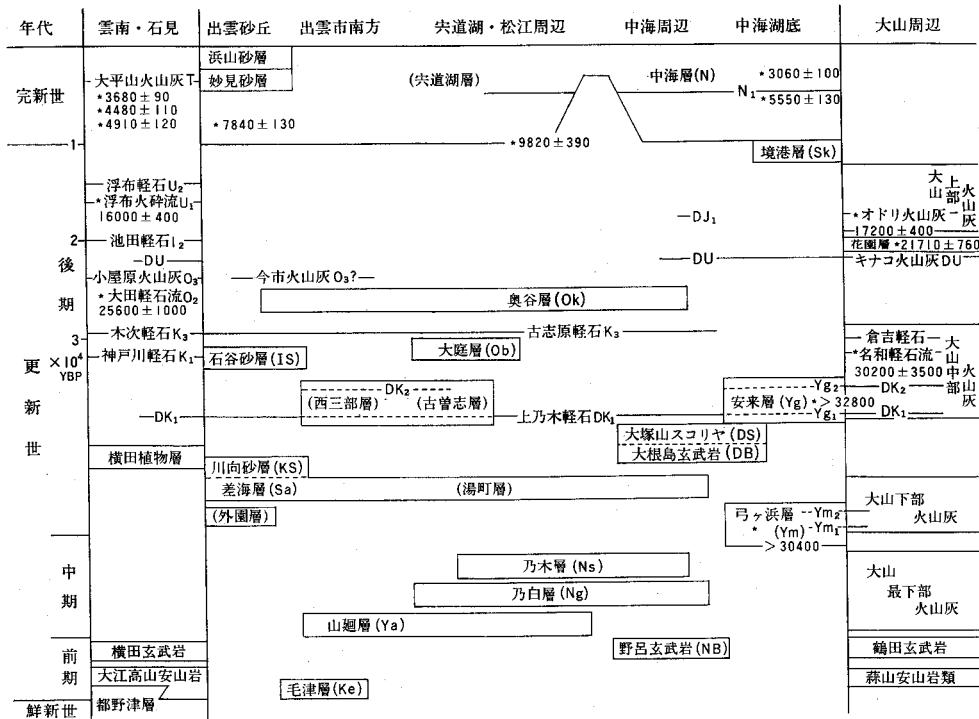 年代 雲南・石見 出雲砂丘 出雲市南方 宍道湖・松江周辺 中海周辺 中海湖底 大山周辺
浜山砂層
妙見砂層
完新世
大平山火山灰T
*3680±90
*4480±110
*4910±120
*7840±130
(宍道湖層)
中海層(N)
*3060±100
N₁
*5550±130
1
*9820±390
境港層(Sk)
浮布軽石U₂
*浮布火砕流U₁
16000±400
DJ₁
大山上部火山灰
*オドリ火山灰
17200±400
2
池田軽石I₂
花園層*21710±760
DU
DU
キナコ火山灰DU
後期
小屋原火山灰O₃
今市火山灰O₃?
*大田軽石流O₂
25600±1000
奥谷層(Ok)
3
木次軽石K₃
古志原軽石K₃
倉吉軽石
×10⁴
YBP
神戸川軽石K₁
石谷砂層(IS)
大庭層(Ob)
*名和軽石流
30200±3500
大山中部火山灰
更新世
DK₂
(西三部層)
(古曽志層)
Yg₂
DK₂
安来層(Yg)*>32800
DK₁
上乃木軽石DK₁
Yg₁
DK₁
大塚山スコリヤ(DS)
大根島玄武岩(DB)
横田植物層
川向砂層(KS)
差海層(Sa)
(湯町層)
(外園層)
弓ヶ浜層
Ym₂
*
(Ym)
Ym₁
>30400
大山下部
火山灰
中期
乃木層(Ns)
乃白層(Ng)
山廻層(Ya)
大山
最下部
火山灰
前期
横田玄武岩
野呂玄武岩(NB)
鶴田玄武岩
大江高山安山岩
毛津層(Ke)
蒜山安山岩類
鮮新世
都野津層